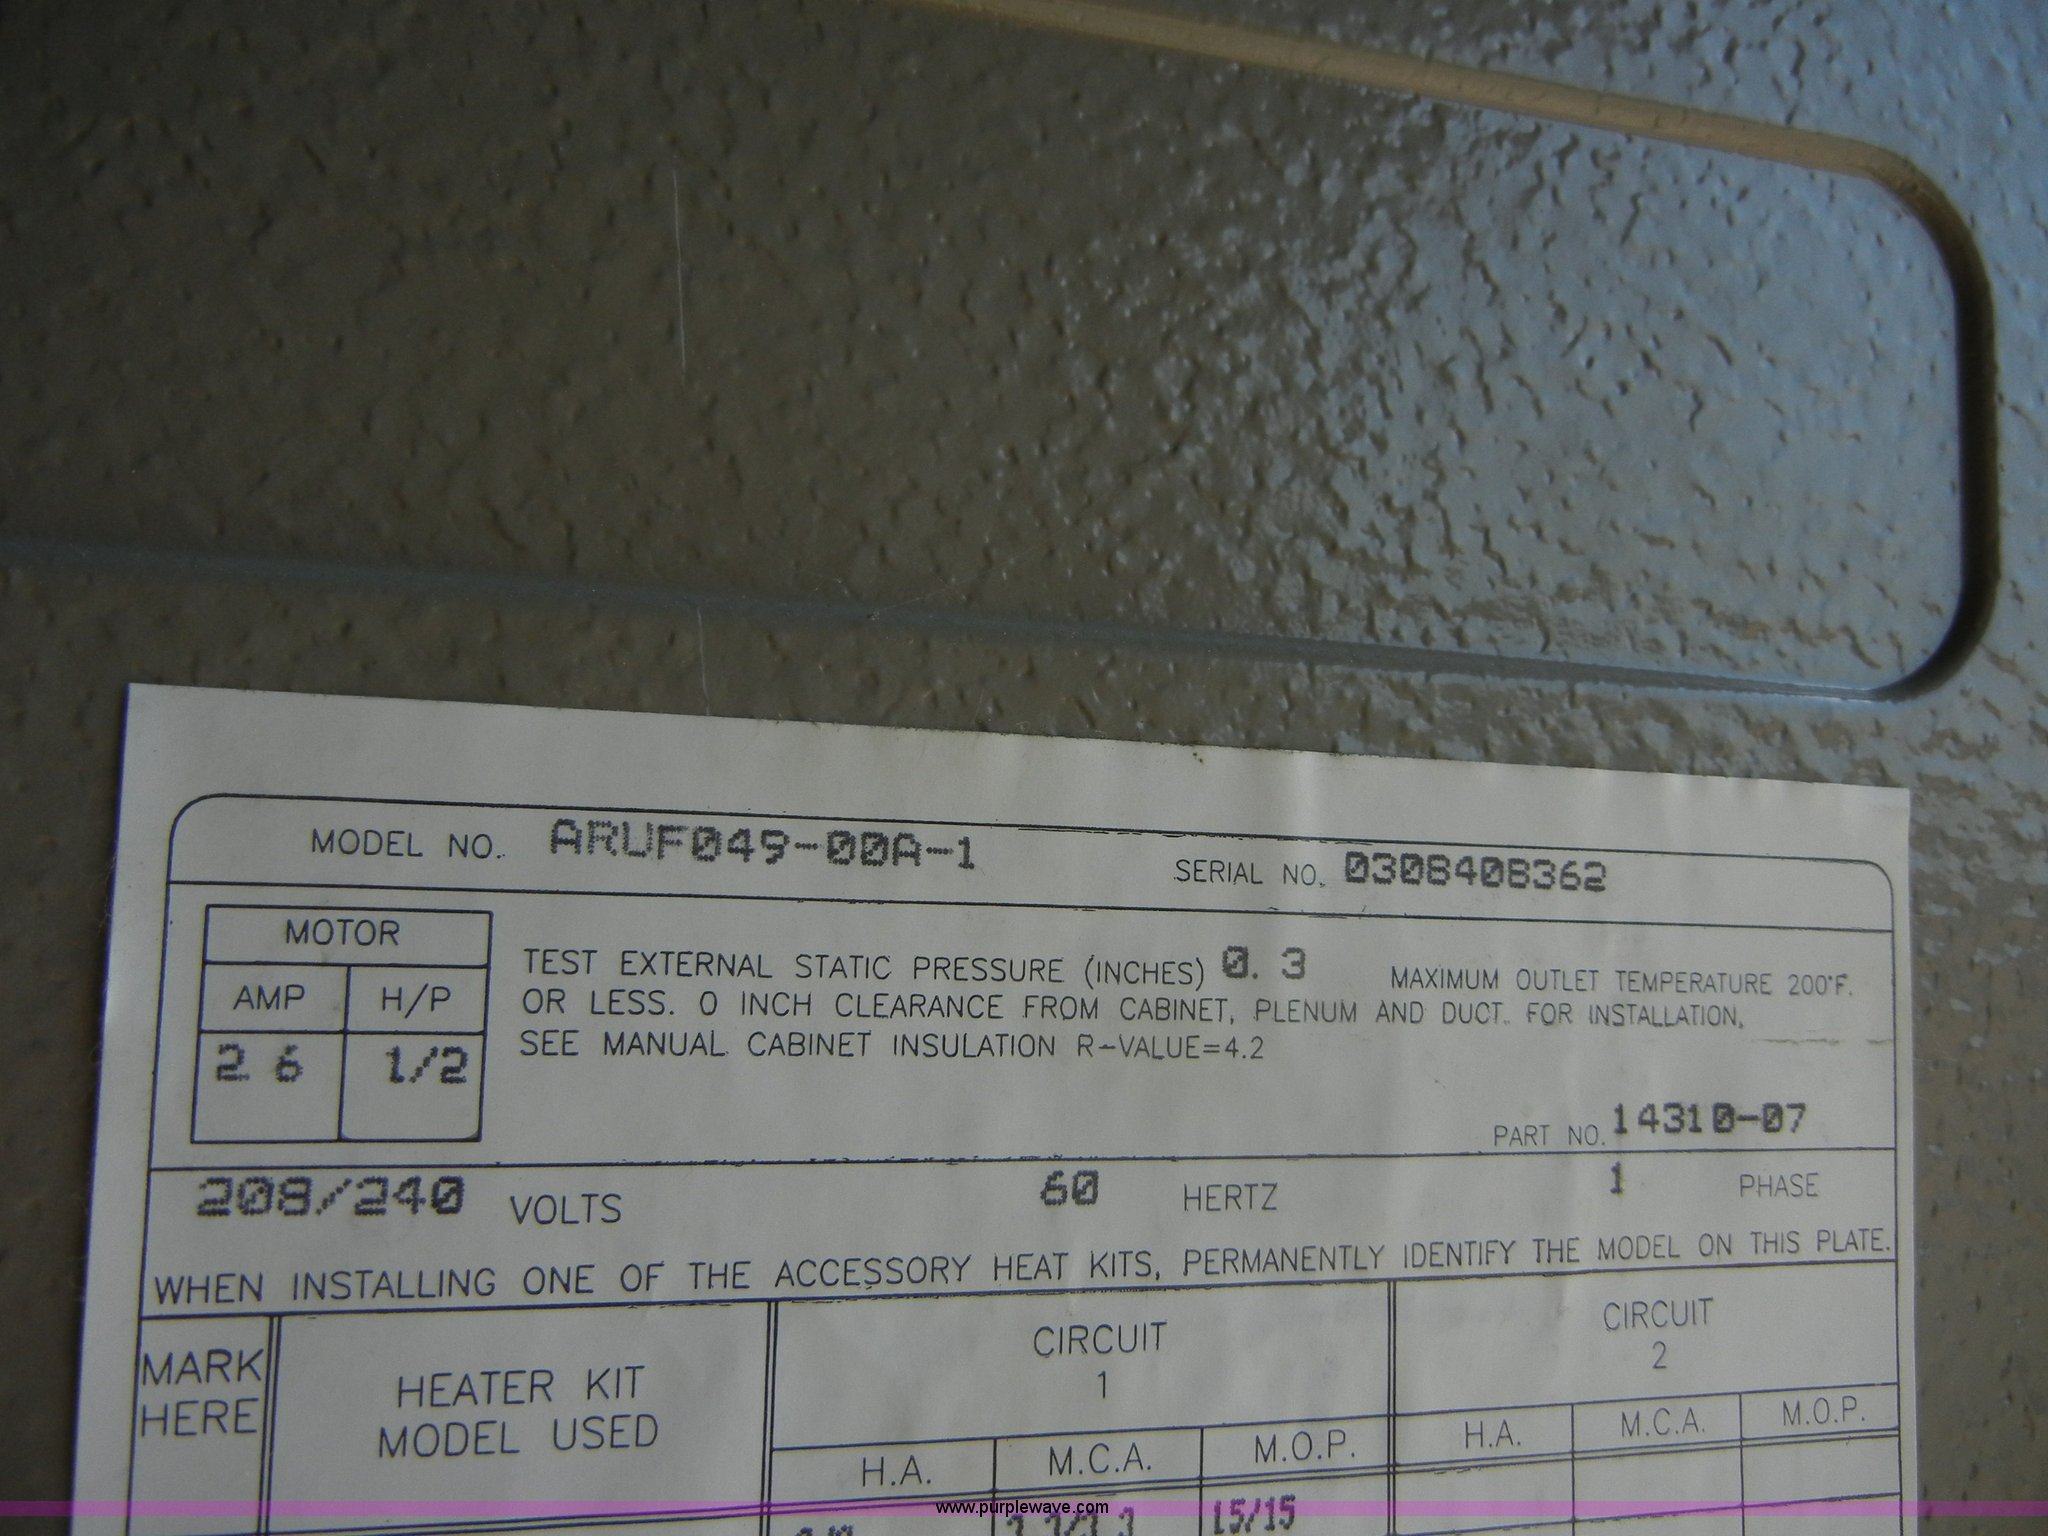 MODEL NO. ARUF049-00A-1
SERIAL NO. 0308408362
MOTOR
AMP H/P
2.6 1/2
TEST EXTERNAL STATIC PRESSURE (INCHES) 0.3 MAXIMUM OUTLET TEMPERATURE 200°F.
OR LESS. 0 INCH CLEARANCE FROM CABINET, PLENUM AND DUCT. FOR INSTALLATION,
SEE MANUAL. CABINET INSULATION R-VALUE=4.2
PART NO. 14310-07
208/240 VOLTS 60 HERTZ 1 PHASE
WHEN INSTALLING ONE OF THE ACCESSORY HEAT KITS, PERMANENTLY IDENTIFY THE MODEL ON THIS PLATE.
MARK
HERE
HEATER KIT
MODEL USED
CIRCUIT
1
CIRCUIT
2
H.A. M.C.A. M.O.P. H.A. M.C.A. M.O.P.
15/15
www.purplewave.com